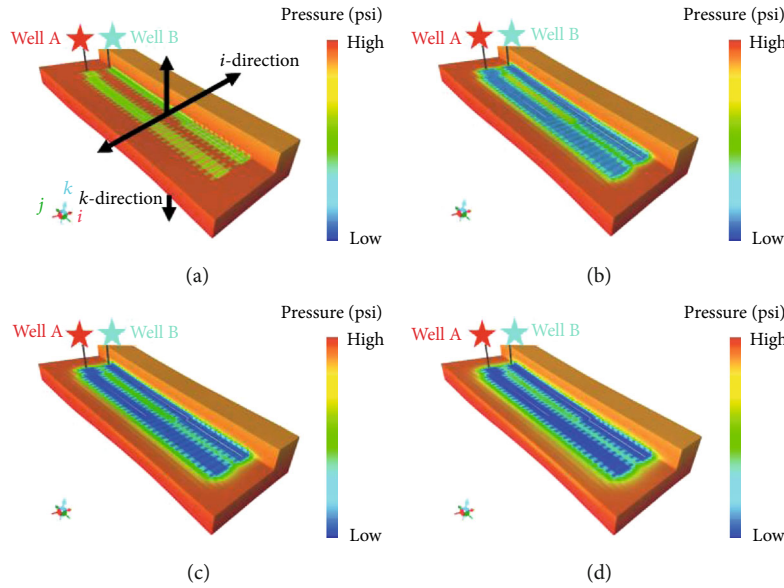 Pressure (psi)
High
Low
Well A
Well B
i-direction
k-direction
k
j
i
(a)
Pressure (psi)
High
Low
Well A
Well B
(b)
Pressure (psi)
High
Low
Well A
Well B
(c)
Pressure (psi)
High
Low
Well A
Well B
(d)